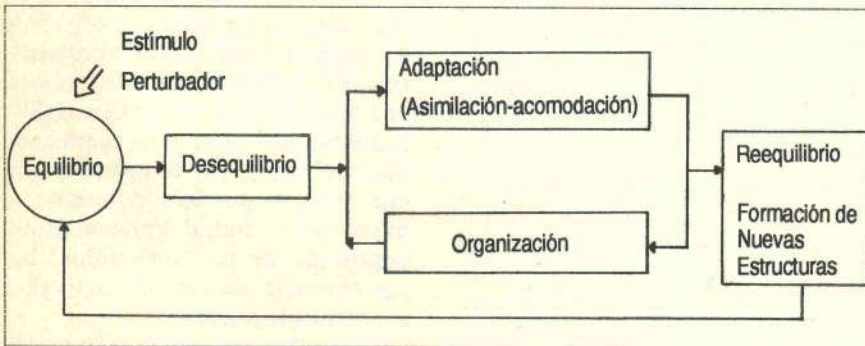 Estímulo
Perturbador
Equilibrio
Desequilibrio
Adaptación
(Asimilación-acomodación)
Organización
Reequilibrio
Formación de
Nuevas
Estructuras